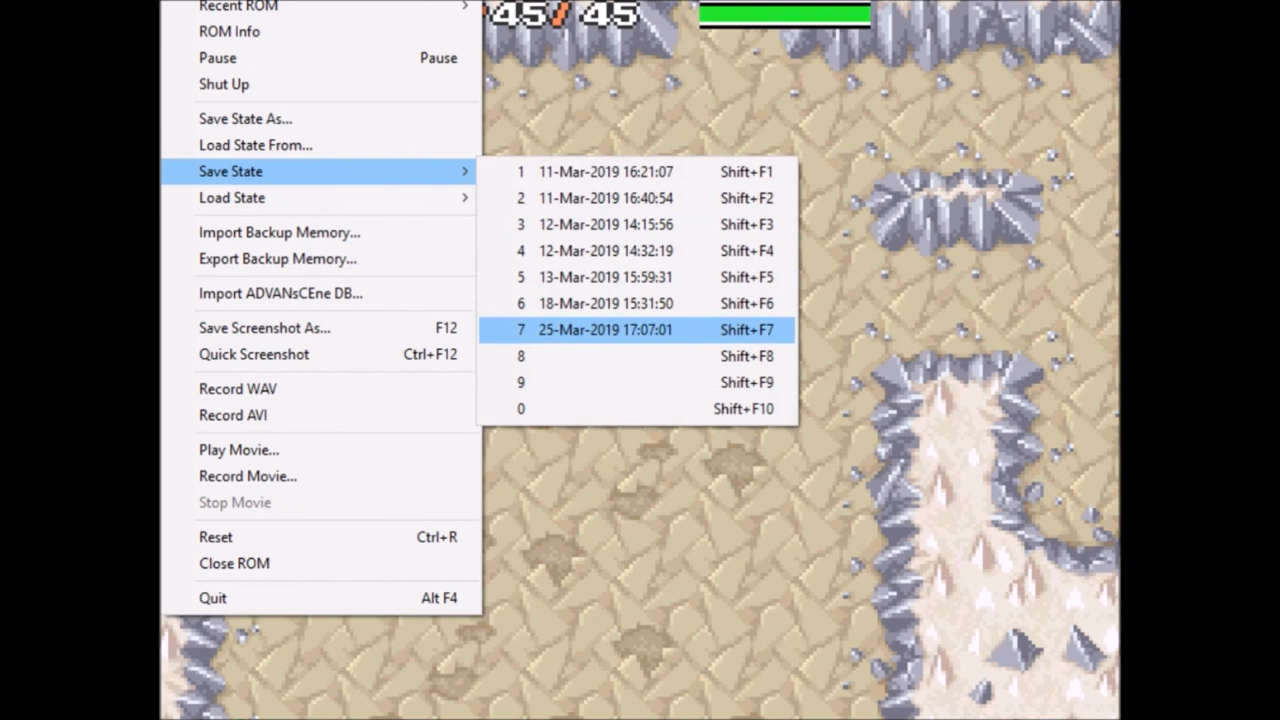 Recent ROM >
45/ 45
ROM Info
Pause Pause
Shut Up
Save State As...
Load State From...
Save State >
Load State >
Import Backup Memory...
Export Backup Memory...
Import ADVANsCEne DB...
Save Screenshot As... F12
Quick Screenshot Ctrl+F12
Record WAV
Record AVI
Play Movie...
Record Movie...
Stop Movie
Reset Ctrl+R
Close ROM
Quit Alt F4
1 11-Mar-2019 16:21:07 Shift+F1
2 11-Mar-2019 16:40:54 Shift+F2
3 12-Mar-2019 14:15:56 Shift+F3
4 12-Mar-2019 14:32:19 Shift+F4
5 13-Mar-2019 15:59:31 Shift+F5
6 18-Mar-2019 15:31:50 Shift+F6
7 25-Mar-2019 17:07:01 Shift+F7
8 Shift+F8
9 Shift+F9
0 Shift+F10